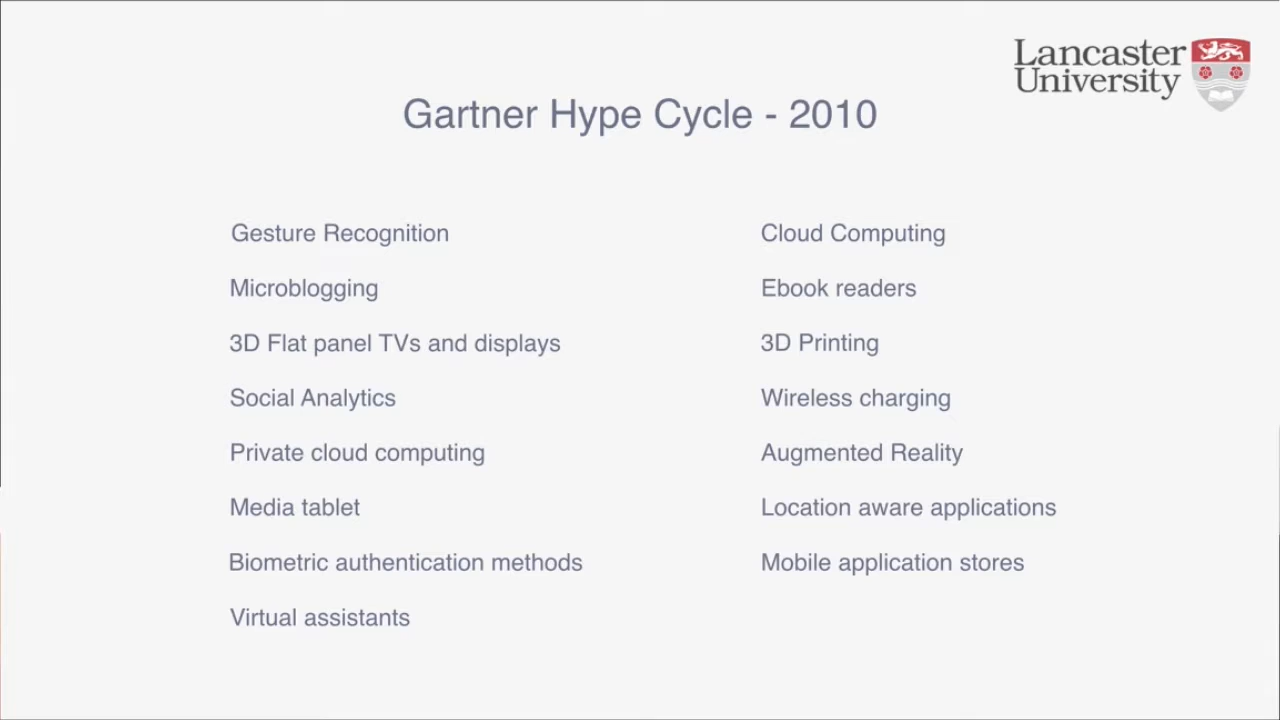 Lancaster
University
Gartner Hype Cycle - 2010
Gesture Recognition
Microblogging
3D Flat panel TVs and displays
Social Analytics
Private cloud computing
Media tablet
Biometric authentication methods
Virtual assistants
Cloud Computing
Ebook readers
3D Printing
Wireless charging
Augmented Reality
Location aware applications
Mobile application stores